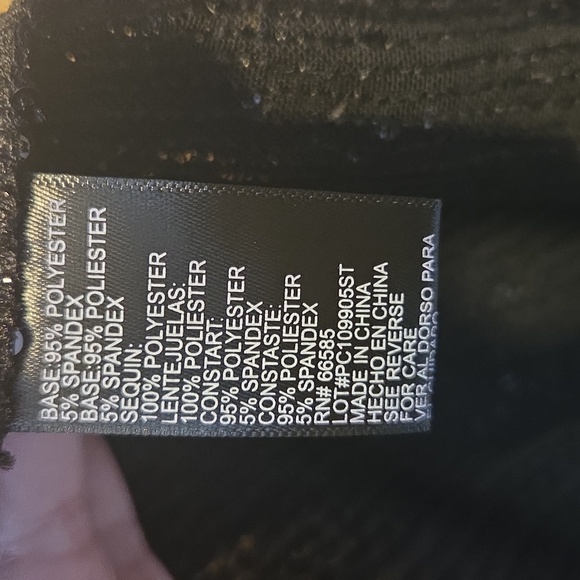 BASE:95% POLYESTER
5% SPANDEX
BASE:95% POLIESTER
5% SPANDEX
SEQUIN:
100% POLYESTER
LENTEJUELAS:
100% POLIESTER
CONSTART:
95% POLYESTER
5% SPANDEX
CONSTASTE:
95% POLIESTER
5% SPANDEX
RN# 66585
LOT#PC109905ST
MADE IN CHINA
HECHO EN CHINA
SEE REVERSE
FOR CARE
VER AL DORSO PARA